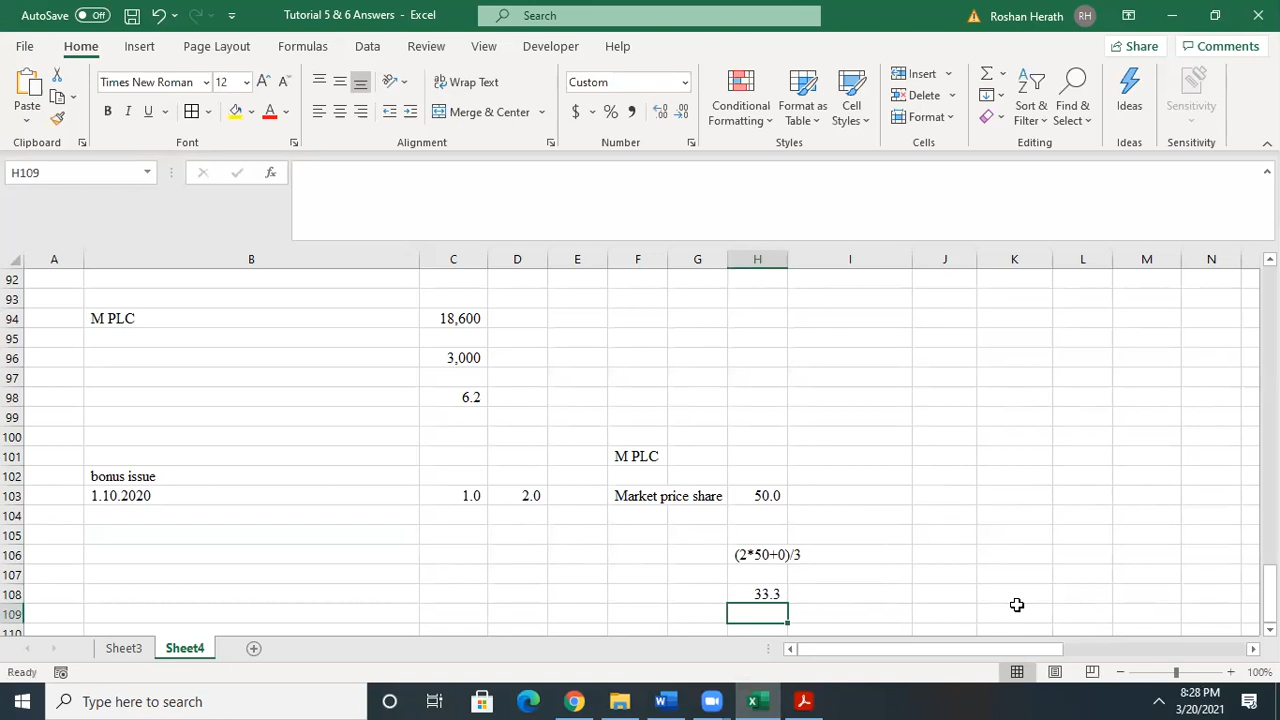 AutoSave Off Tutorial 5 & 6 Answers - Excel Search Roshan Herath RH
File Home Insert Page Layout Formulas Data Review View Developer Help Share Comments
Paste Times New Roman 12 Wrap Text Custom Insert
Merge & Center Conditional Formatting Format as Table Cell Styles Delete Sort & Filter Find & Select Ideas Sensitivity
Format
Clipboard Font Alignment Number Styles Cells Editing Ideas Sensitivity
H109
A B C D E F G H I J K L M N
92
93
94 M PLC 18,600
95
96 3,000
97
98 6.2
99
100
101 M PLC
102 bonus issue
103 1.10.2020 1.0 2.0 Market price share 50.0
104
105
106 (2*50+0)/3
107
108 33.3
109
110
Sheet3 Sheet4
Ready 100%
Type here to search 8:28 PM
3/20/2021